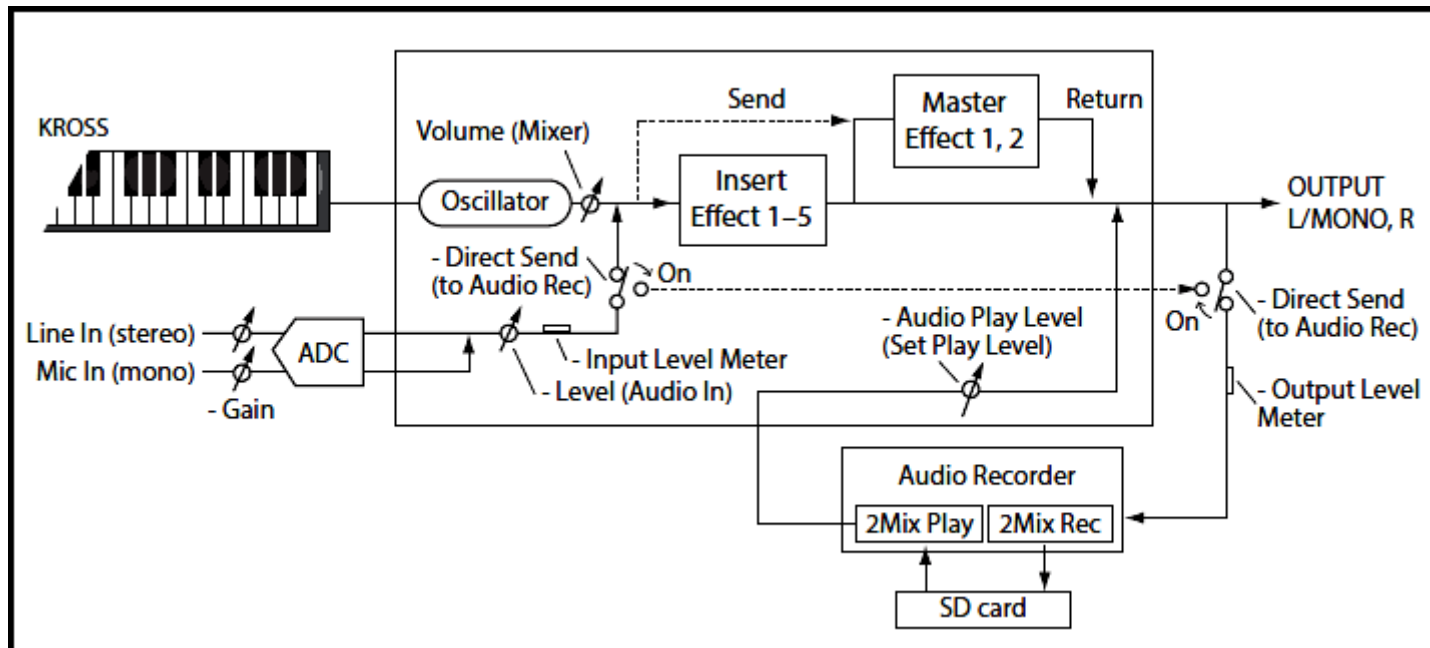 KROSS
Volume (Mixer)
Send
Master
Effect 1, 2
Return
Oscillator
Insert
Effect 1–5
OUTPUT
L/MONO, R
- Direct Send
(to Audio Rec)
On
On
- Direct Send
(to Audio Rec)
Line In (stereo)
Mic In (mono)
ADC
- Gain
- Input Level Meter
- Level (Audio In)
- Audio Play Level
(Set Play Level)
- Output Level
Meter
Audio Recorder
2Mix Play
2Mix Rec
SD card